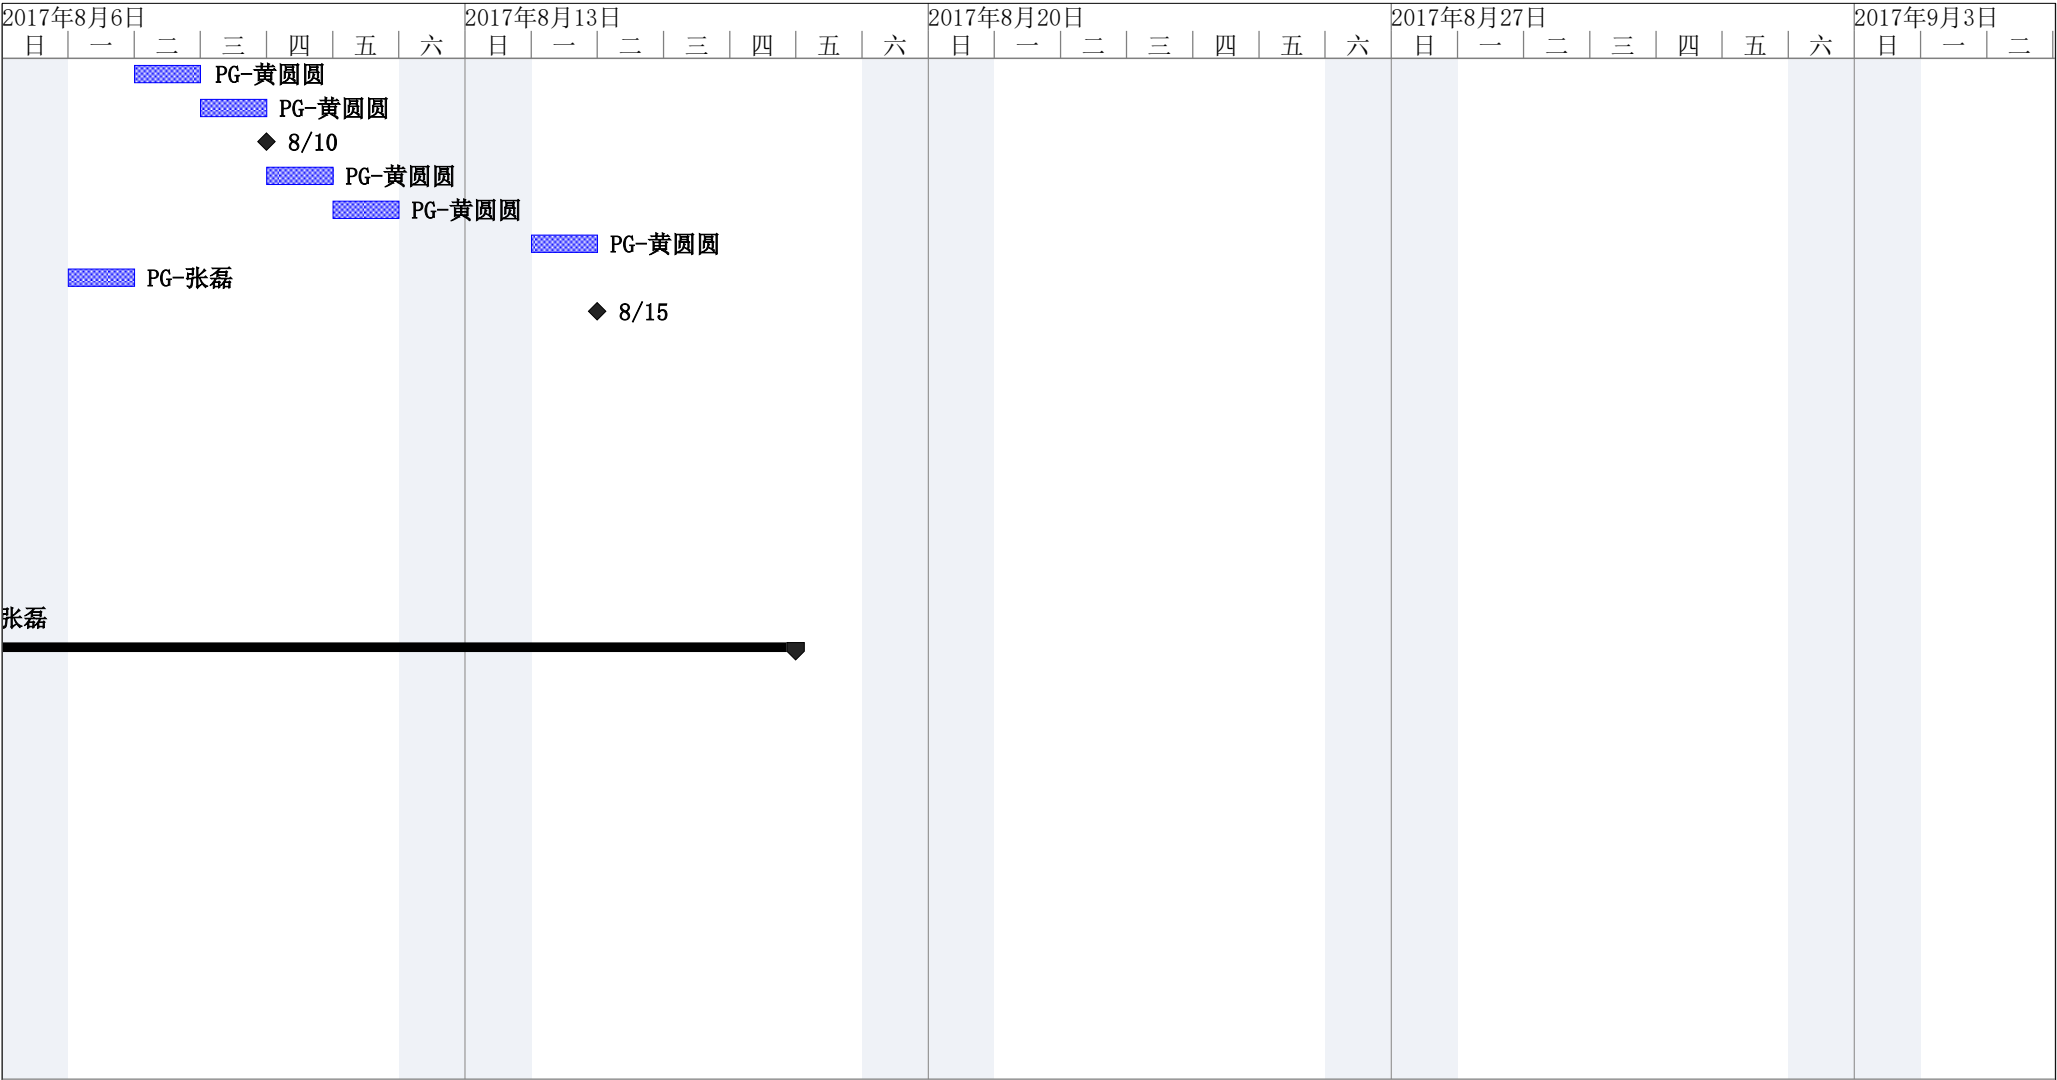 2017年8月6日 2017年8月13日 2017年8月20日 2017年8月27日 2017年9月3日
日 一 二 三 四 五 六 日 一 二 三 四 五 六 日 一 二 三 四 五 六 日 一 二 三 四 五 六 日 一 二
PG-黄圆圆
PG-黄圆圆
8/10
PG-黄圆圆
PG-黄圆圆
PG-黄圆圆
PG-张磊
8/15
张磊